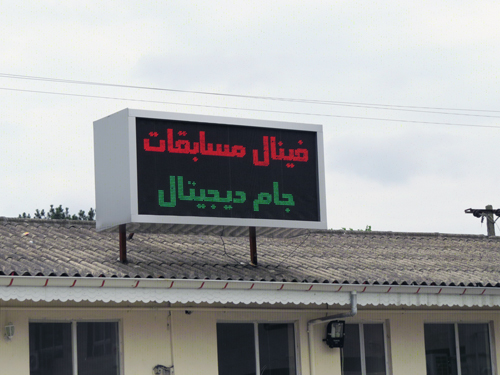 فینال مسابقات
جام دیجیتال